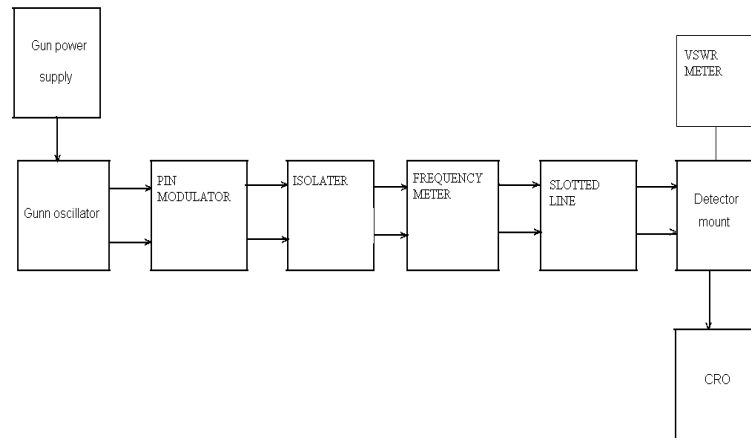 Gun power
supply
VSWR
METER
Gunn oscillator
PIN
MODULATOR
ISOLATER
FREQUENCY
METER
SLOTTED
LINE
Detector
mount
CRO